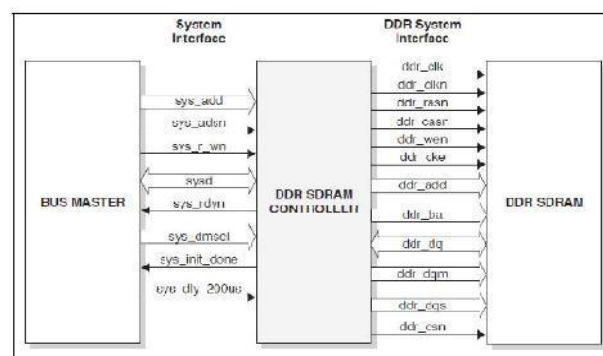 System
Interface
DDR System
Interface
BUS MASTER
sys_add
sys_adsn
sys_r_wn
sysd
sys_rdyn
sys_dmsel
sys_init_done
sys_dly_200us
DDR SDRAM
CONTROLLER
ddr_clk
ddr_clkn
ddr_rasn
ddr_casn
ddr_wen
ddr_cke
ddr_add
ddr_ba
ddr_dq
ddr_dqm
ddr_dqs
ddr_csn
DDR SDRAM